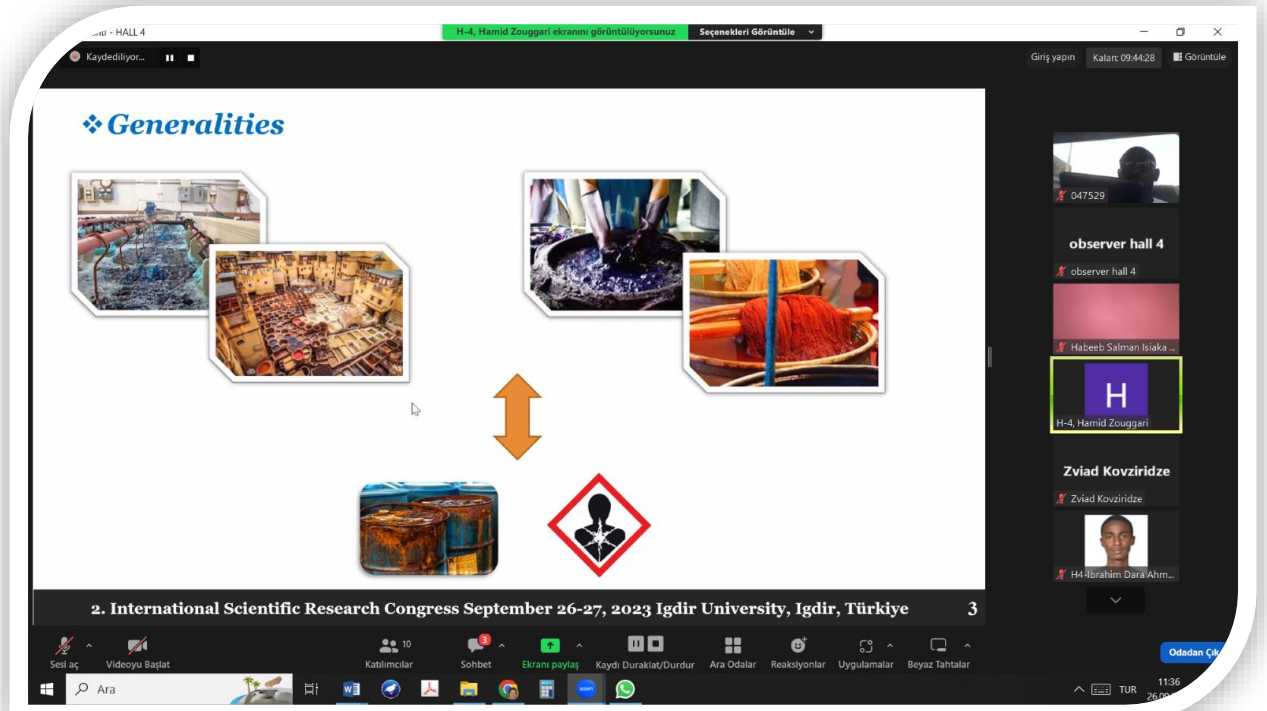 HALL 4
H-4, Hamid Zouggari ekranını görüntülüyorsunuz
Seçenekleri Görüntüle
Kaydediliyor...
Giriş yapın
Kalan: 09:44:28
Görüntüle
❖Generalities
047529
observer hall 4
observer hall 4
Habeeb Salman Isiaka ...
H
H-4, Hamid Zouggari
Zviad Kovziridze
Zviad Kovziridze
H4-Ibrahim Dara Ahm...
2. International Scientific Research Congress September 26-27, 2023 Igdir University, Igdir, Türkiye 3
Sesi aç
Videoyu Başlat
10
Katılımcılar
3
Sohbet
Ekranı paylaş
Kaydı Duraklat/Durdur
Ara Odalar
Reaksiyonlar
Uygulamalar
Beyaz Tahtalar
Odadan Çık
Ara
zoom
TUR
11:36